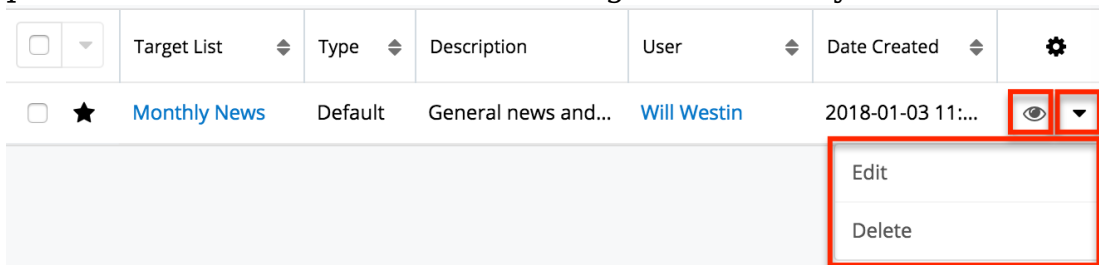 Target List Type Description User Date Created
Monthly News Default General news and... Will Westin 2018-01-03 11:...
Edit
Delete